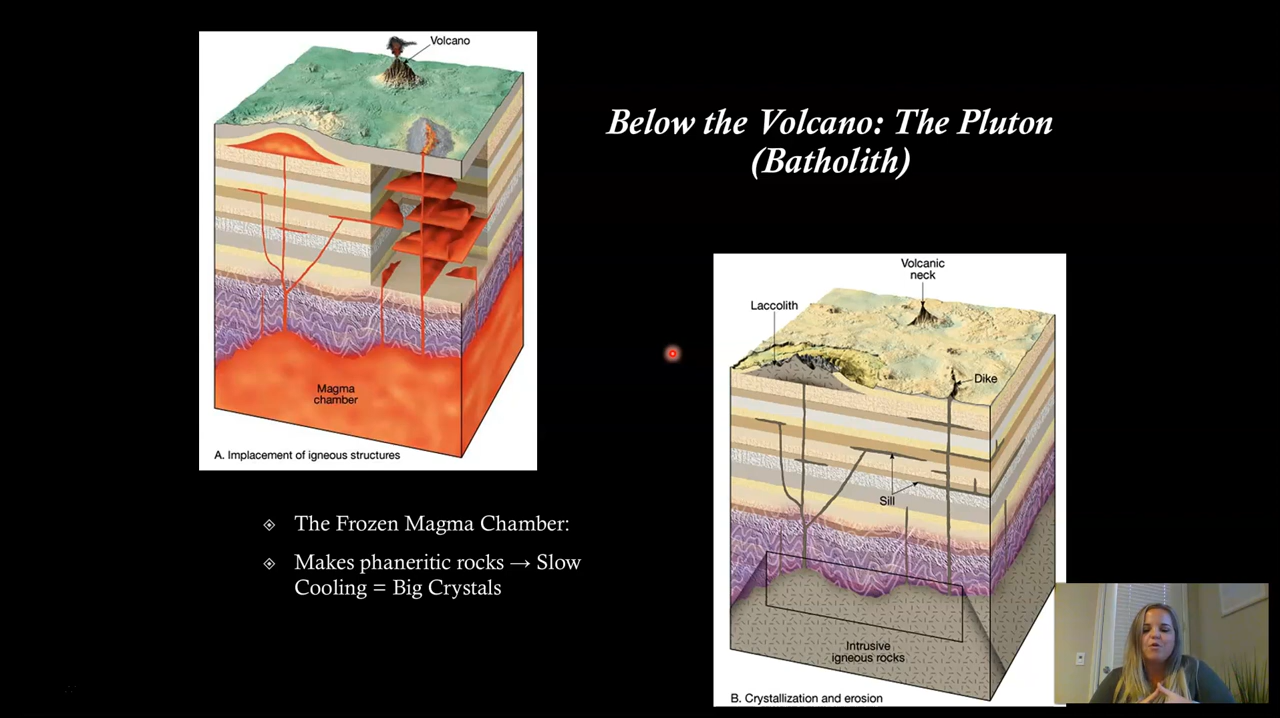 Volcano
Magma
chamber
A. Implacement of igneous structures
Below the Volcano: The Pluton
(Batholith)
Volcanic
neck
Laccolith
Dike
Sill
Intrusive
igneous rocks
B. Crystallization and erosion
The Frozen Magma Chamber:
Makes phaneritic rocks → Slow
Cooling = Big Crystals